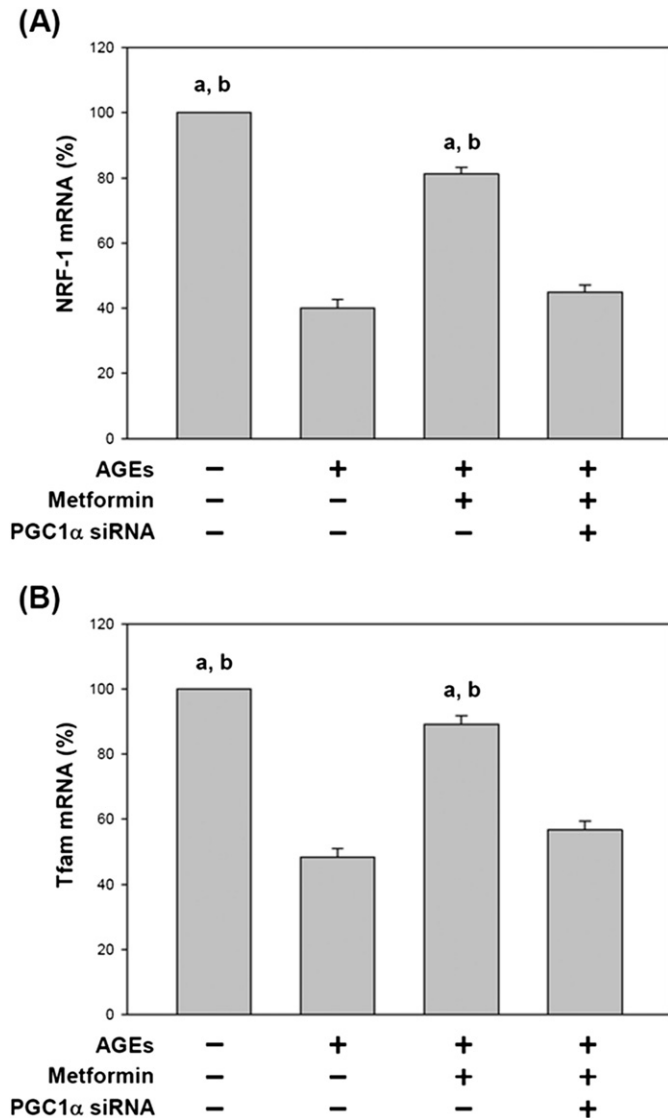 (A)
120
100
80
60
40
20
0
NRF-1 mRNA (%)
a, b
a, b
AGEs − + + +
Metformin − − + +
PGC1α siRNA − − − +
(B)
120
100
80
60
40
20
0
Tfam mRNA (%)
a, b
a, b
AGEs − + + +
Metformin − − + +
PGC1α siRNA − − − +